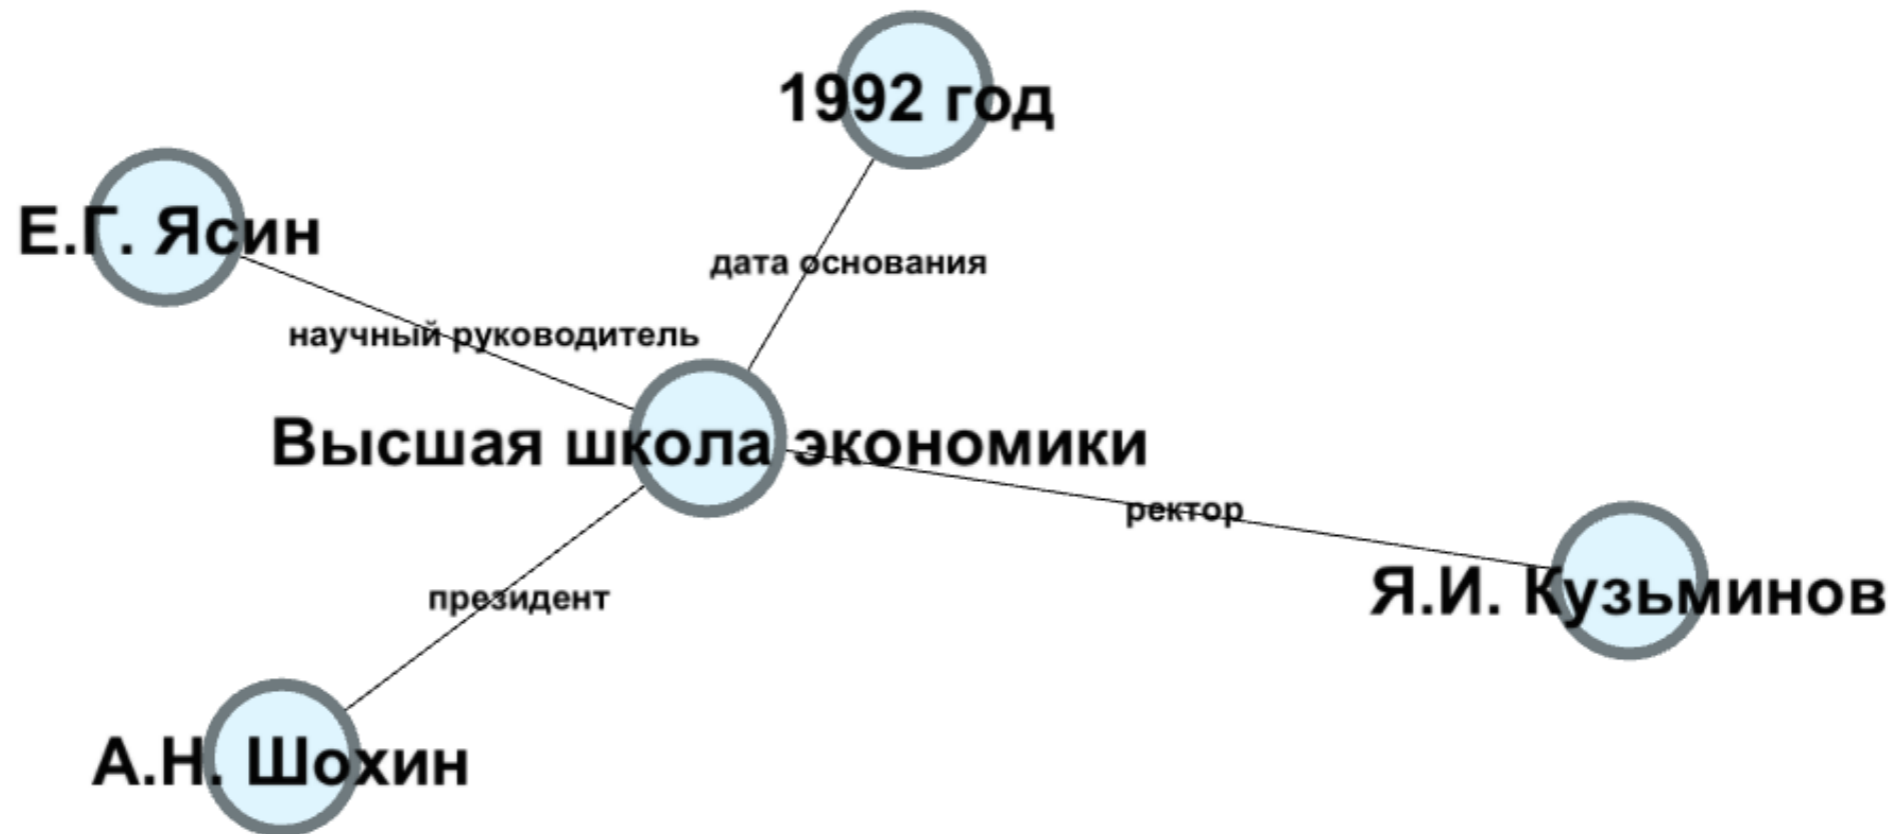 1992 год
Е.Г. Ясин
дата основания
научный руководитель
Высшая школа экономики
ректор
Я.И. Кузьминов
президент
А.Н. Шохин